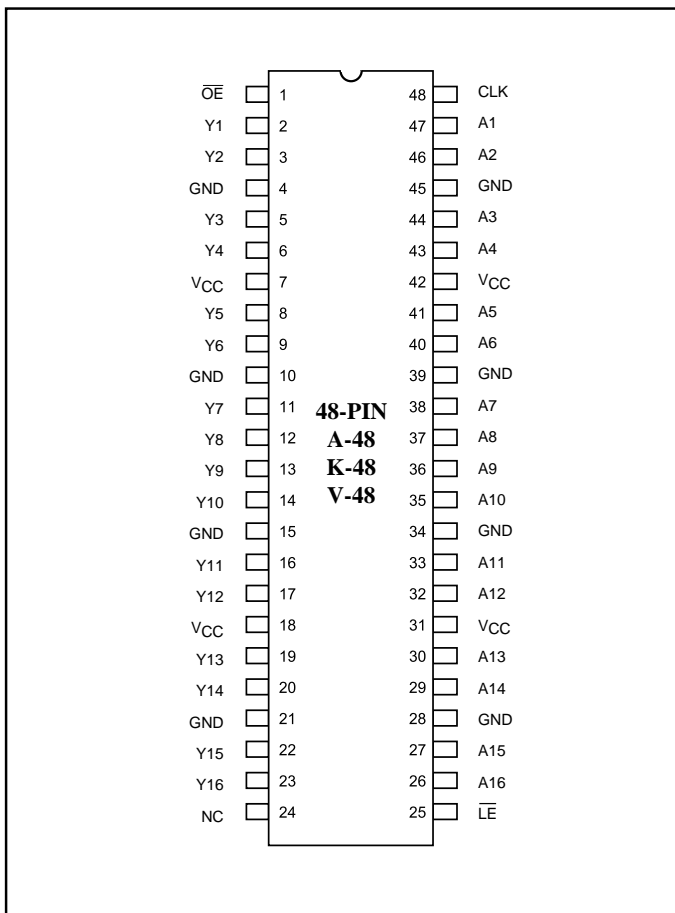 O̅E̅ 1 48 CLK
Y1 2 47 A1
Y2 3 46 A2
GND 4 45 GND
Y3 5 44 A3
Y4 6 43 A4
VCC 7 42 VCC
Y5 8 41 A5
Y6 9 40 A6
GND 10 39 GND
Y7 11 48-PIN 38 A7
Y8 12 A-48 37 A8
Y9 13 K-48 36 A9
Y10 14 V-48 35 A10
GND 15 34 GND
Y11 16 33 A11
Y12 17 32 A12
VCC 18 31 VCC
Y13 19 30 A13
Y14 20 29 A14
GND 21 28 GND
Y15 22 27 A15
Y16 23 26 A16
NC 24 25 L̅E̅